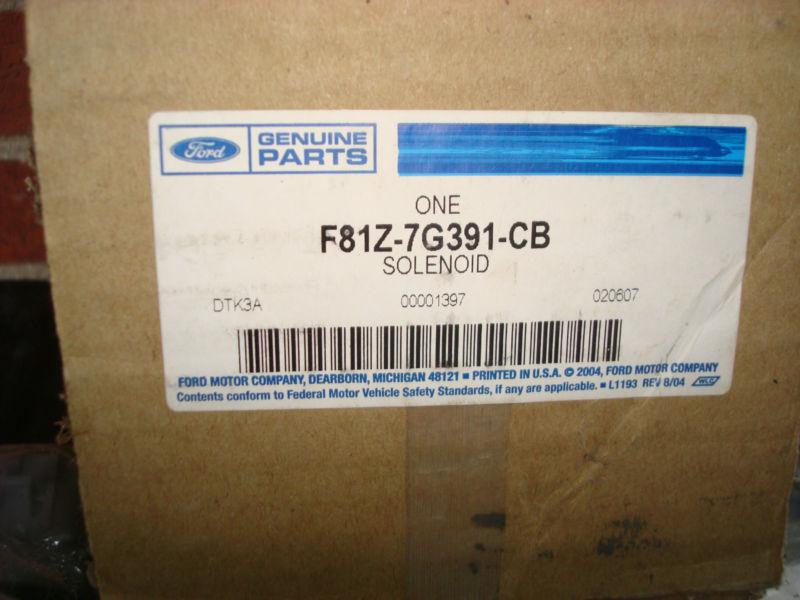 Ford GENUINE PARTS
ONE
F81Z-7G391-CB
SOLENOID
DTK3A 00001397 020607
FORD MOTOR COMPANY, DEARBORN, MICHIGAN 48121 ■ PRINTED IN U.S.A. © 2004, FORD MOTOR COMPANY
Contents conform to Federal Motor Vehicle Safety Standards, if any are applicable. ■ L1193 REV 8/04 WLC